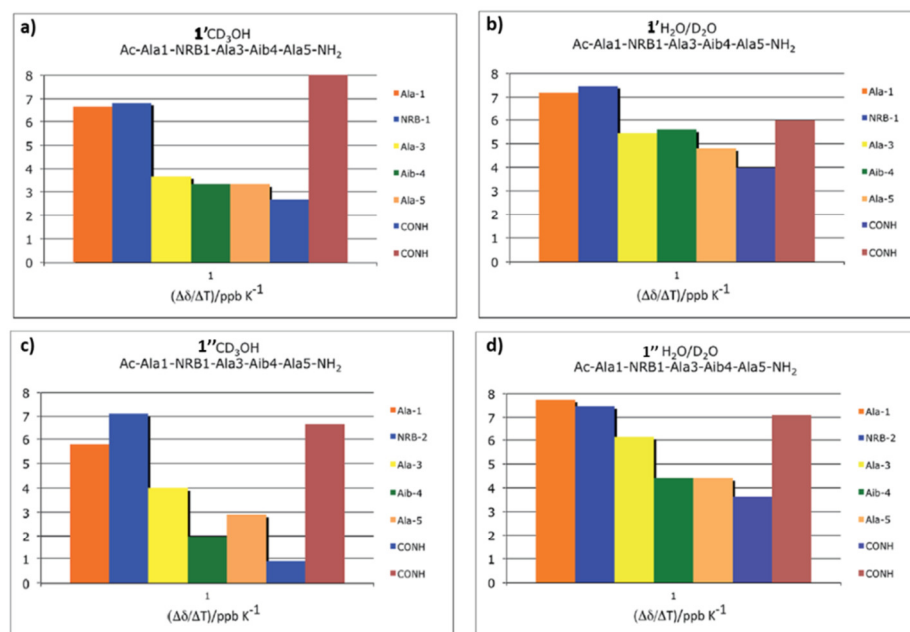 a)
1'CD₃OH
Ac-Ala1-NRB1-Ala3-Aib4-Ala5-NH₂
8
7
6
5
4
3
2
1
0
1
(Δδ/ΔT)/ppb K⁻¹
Ala-1
NRB-1
Ala-3
Aib-4
Ala-5
CONH
CONH
b)
1'H₂O/D₂O
Ac-Ala1-NRB1-Ala3-Aib4-Ala5-NH₂
8
7
6
5
4
3
2
1
0
1
(Δδ/ΔT)/ppb K⁻¹
Ala-1
NRB-1
Ala-3
Aib-4
Ala-5
CONH
CONH
c)
1''CD₃OH
Ac-Ala1-NRB1-Ala3-Aib4-Ala5-NH₂
8
7
6
5
4
3
2
1
0
1
(Δδ/ΔT)/ppb K⁻¹
Ala-1
NRB-2
Ala-3
Aib-4
Ala-5
CONH
CONH
d)
1'' H₂O/D₂O
Ac-Ala1-NRB1-Ala3-Aib4-Ala5-NH₂
8
7
6
5
4
3
2
1
0
1
(Δδ/ΔT)/ppb K⁻¹
Ala-1
NRB-2
Ala-3
Aib-4
Ala-5
CONH
CONH